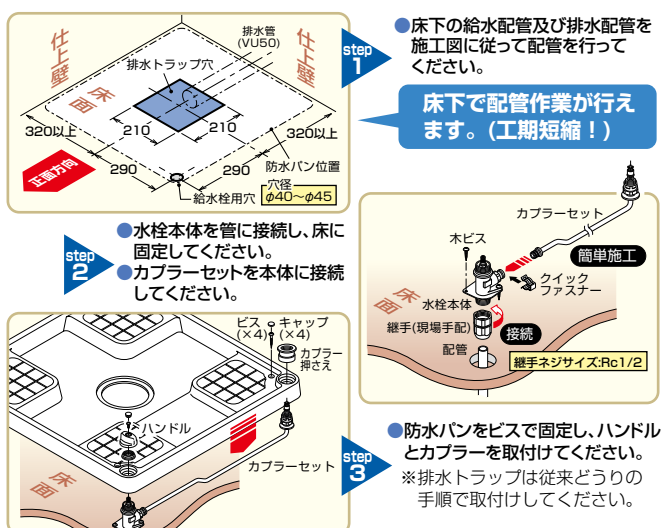 仕上壁
仕上壁
排水管
(VU50)
排水トラップ穴
床面
320以上
210
210
320以上
290
290
正面方向
防水パン位置
穴径
給水栓用穴
φ40～φ45
step
1
●床下の給水配管及び排水配管を
施工図に従って配管を行って
ください。
床下で配管作業が行え
ます。(工期短縮！)
step
2
●水栓本体を管に接続し、床に
固定してください。
●カプラーセットを本体に接続
してください。
カプラーセット
木ビス
簡単施工
クイック
ファスナー
床面
水栓本体
継手(現場手配)
接続
配管
継手ネジサイズ:Rc1/2
ビス
(×4)
キャップ
(×4)
カプラー
押さえ
ハンドル
カプラーセット
床面
step
3
●防水パンをビスで固定し、ハンドル
とカプラーを取付けてください。
※排水トラップは従来どうりの
手順で取付けしてください。